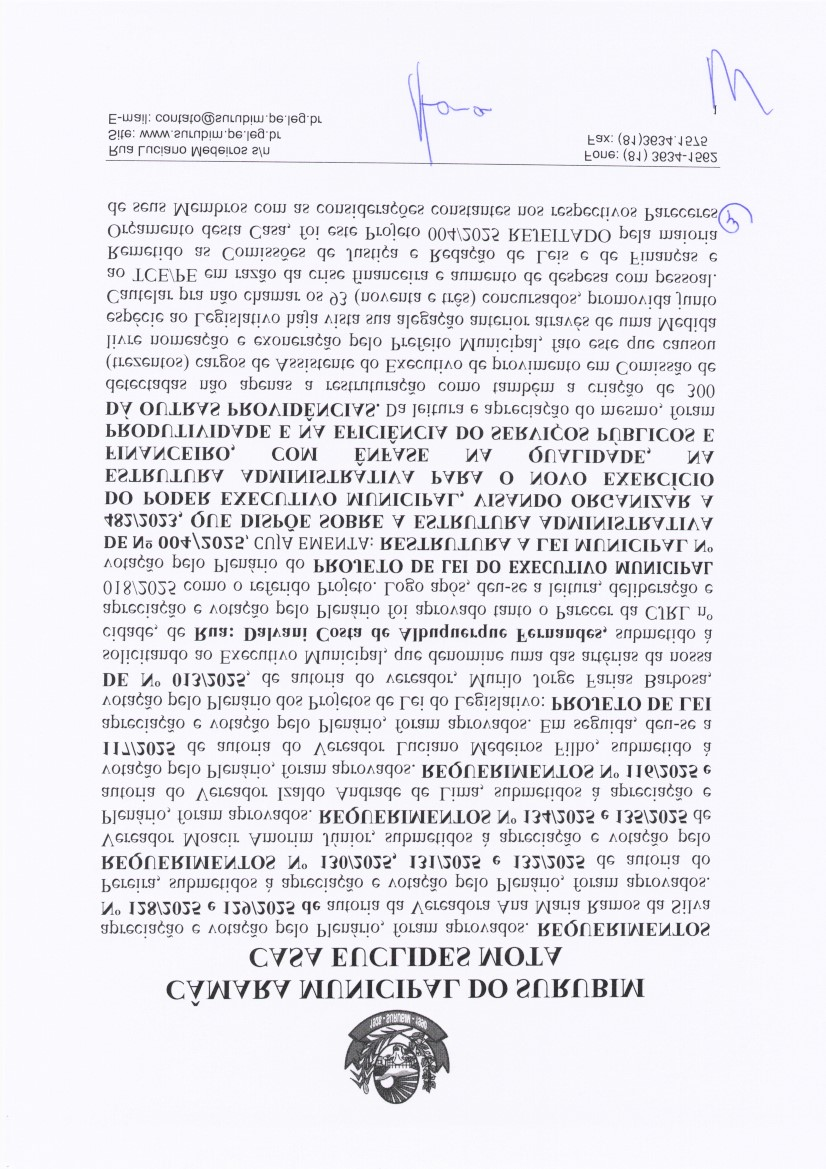 SURUBIM
CÂMARA MUNICIPAL DO SURUBIM
CASA EUCLIDES MOTA
apreciação e votação pelo Plenário, foram aprovados. REQUERIMENTOS
Nº 128/2025 e 129/2025 de autoria da Vereadora Ana Maria Ramos da Silva
Pereira, submetidos à apreciação e votação pelo Plenário, foram aprovados.
REQUERIMENTOS Nº 130/2025, 131/2025 e 132/2025 de autoria do
Vereador Moacir Amorim Júnior, submetidos à apreciação e votação pelo
Plenário, foram aprovados. REQUERIMENTOS Nº 134/2025 e 135/2025 de
autoria do Vereador Izaldo Andrade de Lima, submetidos à apreciação e
votação pelo Plenário, foram aprovados. REQUERIMENTOS Nº 116/2025 e
117/2025 de autoria do Vereador Luciano Medeiros Filho, submetido à
apreciação e votação pelo Plenário, foram aprovados. Em seguida, deu-se a
votação pelo Plenário dos Projetos de Lei do Legislativo: PROJETO DE LEI
DE Nº 013/2025, de autoria do vereador, Murilo Jorge Farias Barbosa,
solicitando ao Executivo Municipal, que denomine uma das artérias da nossa
cidade, de Rua: Dalvani Costa de Albuquerque Fernandes, submetido à
apreciação e votação pelo Plenário foi aprovado tanto o Parecer da CJRL nº
018/2025 como o referido Projeto. Logo após, deu-se a leitura, deliberação e
votação pelo Plenário do PROJETO DE LEI DO EXECUTIVO MUNICIPAL
DE Nº 004/2025, CUJA EMENTA: RESTRUTURA A LEI MUNICIPAL Nº
482/2023, QUE DISPÕE SOBRE A ESTRUTURA ADMINISTRATIVA
DO PODER EXECUTIVO MUNICIPAL, VISANDO ORGANIZAR A
ESTRUTURA ADMINISTRATIVA PARA O NOVO EXERCÍCIO
FINANCEIRO, COM ÊNFASE NA QUALIDADE, NA
PRODUTIVIDADE E NA EFICIÊNCIA DO SERVIÇOS PÚBLICOS E
DÁ OUTRAS PROVIDÊNCIAS. Da leitura e apreciação do mesmo, foram
detectadas não apenas a restruturação como também a criação de 300
(trezentos) cargos de Assistente do Executivo de provimento em Comissão de
livre nomeação e exoneração pelo Prefeito Municipal, fato este que causou
espécie ao Legislativo haja vista sua alegação anterior através de uma Medida
Cautelar pra não chamar os 93 (noventa e três) concursados, promovida junto
ao TCE/PE em razão da crise financeira e aumento de despesa com pessoal.
Remetido as Comissões de Justiça e Redação de Leis e de Finanças e
Orçamento desta Casa, foi este Projeto 004/2025 REJEITADO pela maioria
de seus Membros com as considerações constantes nos respectivos Pareceres
Rua Luciano Medeiros s/n
Site: www.surubim.pe.leg.br
E-mail: contato@surubim.pe.leg.br
Fone: (81) 3634-1562
Fax: (81)3634.1575
1